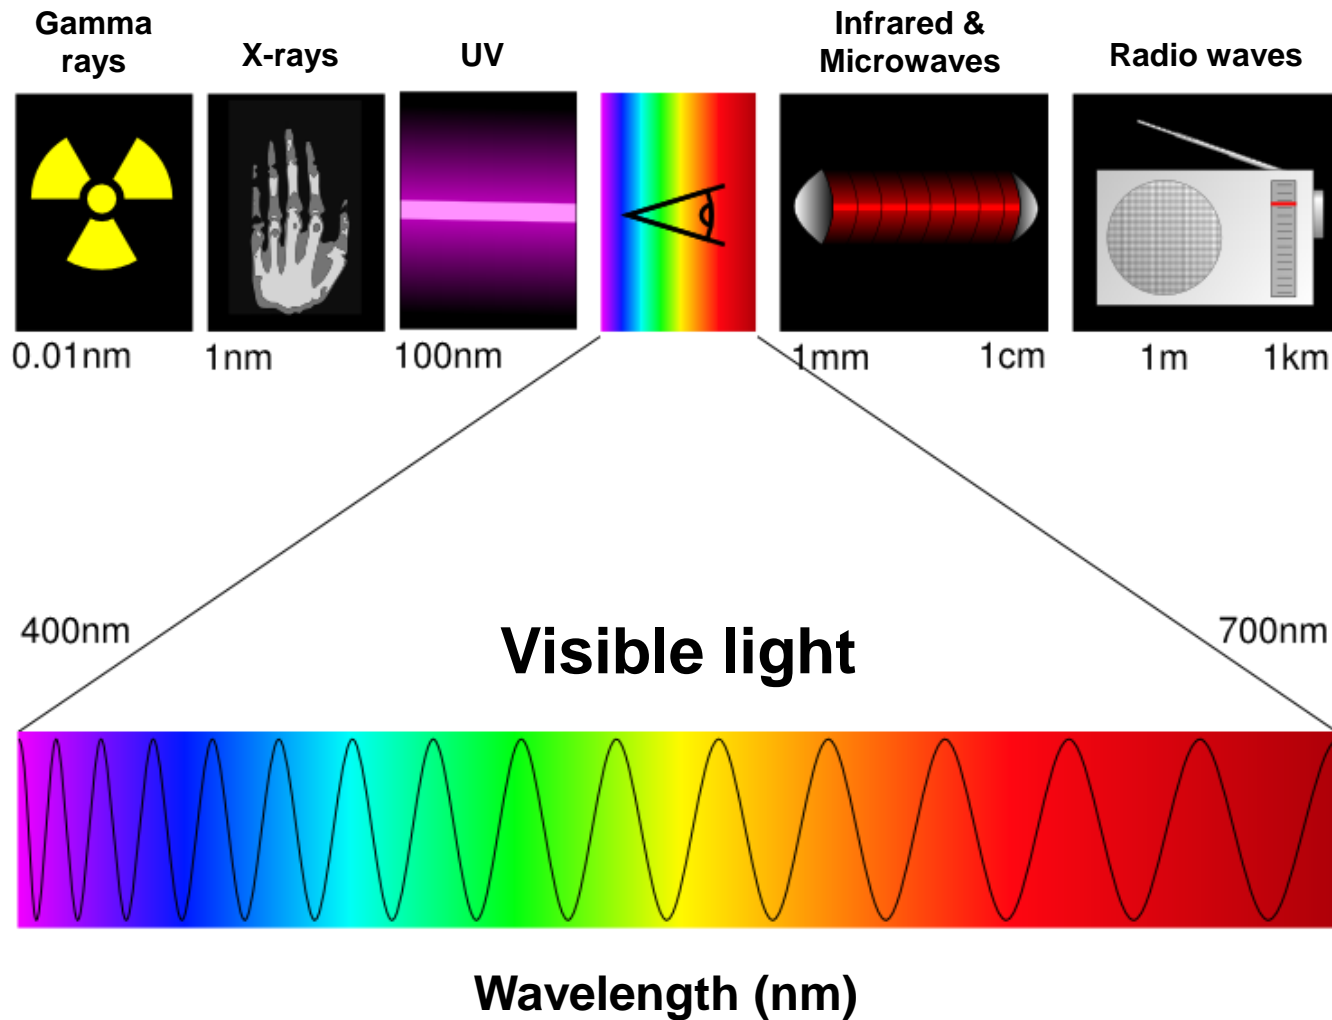 Gamma
rays
X-rays
UV
Infrared &
Microwaves
Radio waves
0.01nm
1nm
100nm
1mm
1cm
1m
1km
400nm
Visible light
700nm
Wavelength (nm)